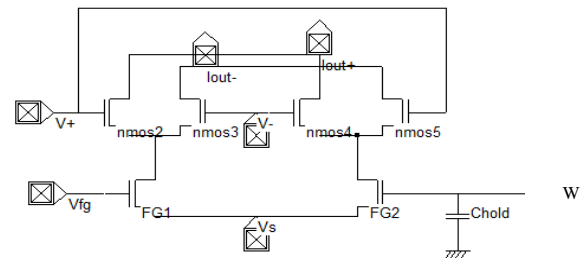 Iout-
Iout+
V+
nmos2
nmos3
V-
nmos4
nmos5
Vfg
FG1
Vs
FG2
Chold
W